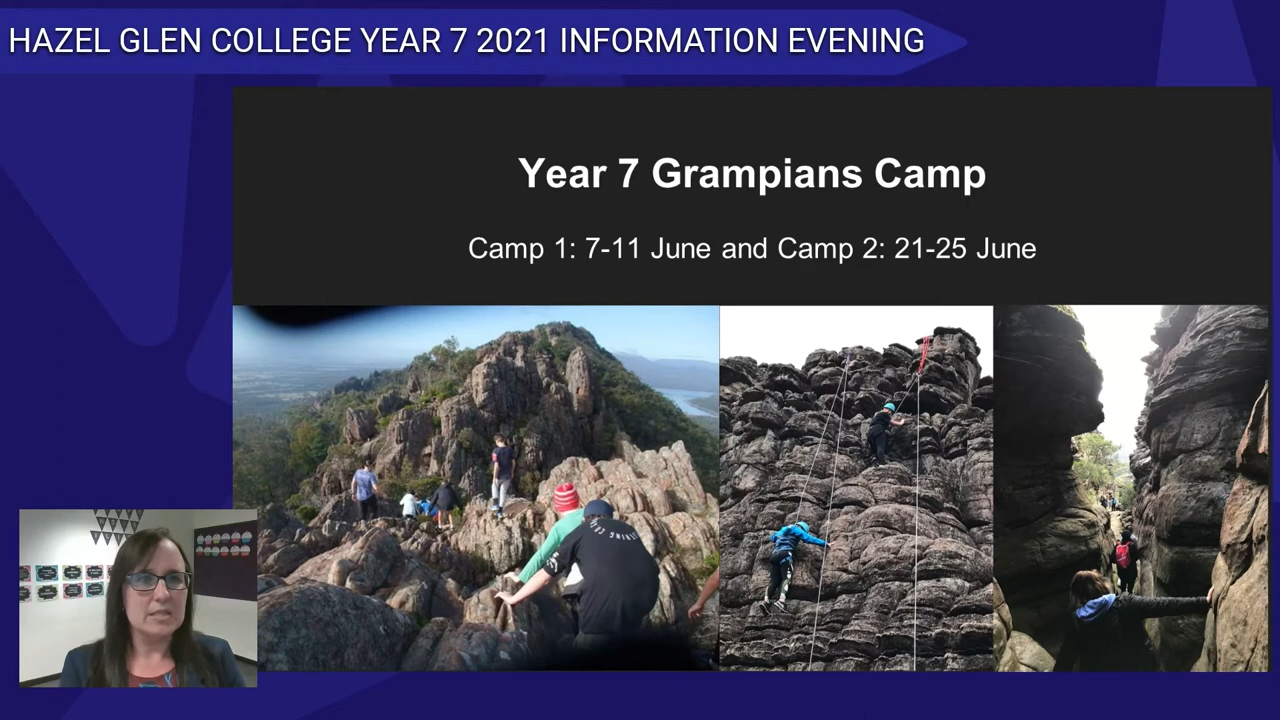 HAZEL GLEN COLLEGE YEAR 7 2021 INFORMATION EVENING
Year 7 Grampians Camp
Camp 1: 7-11 June and Camp 2: 21-25 June